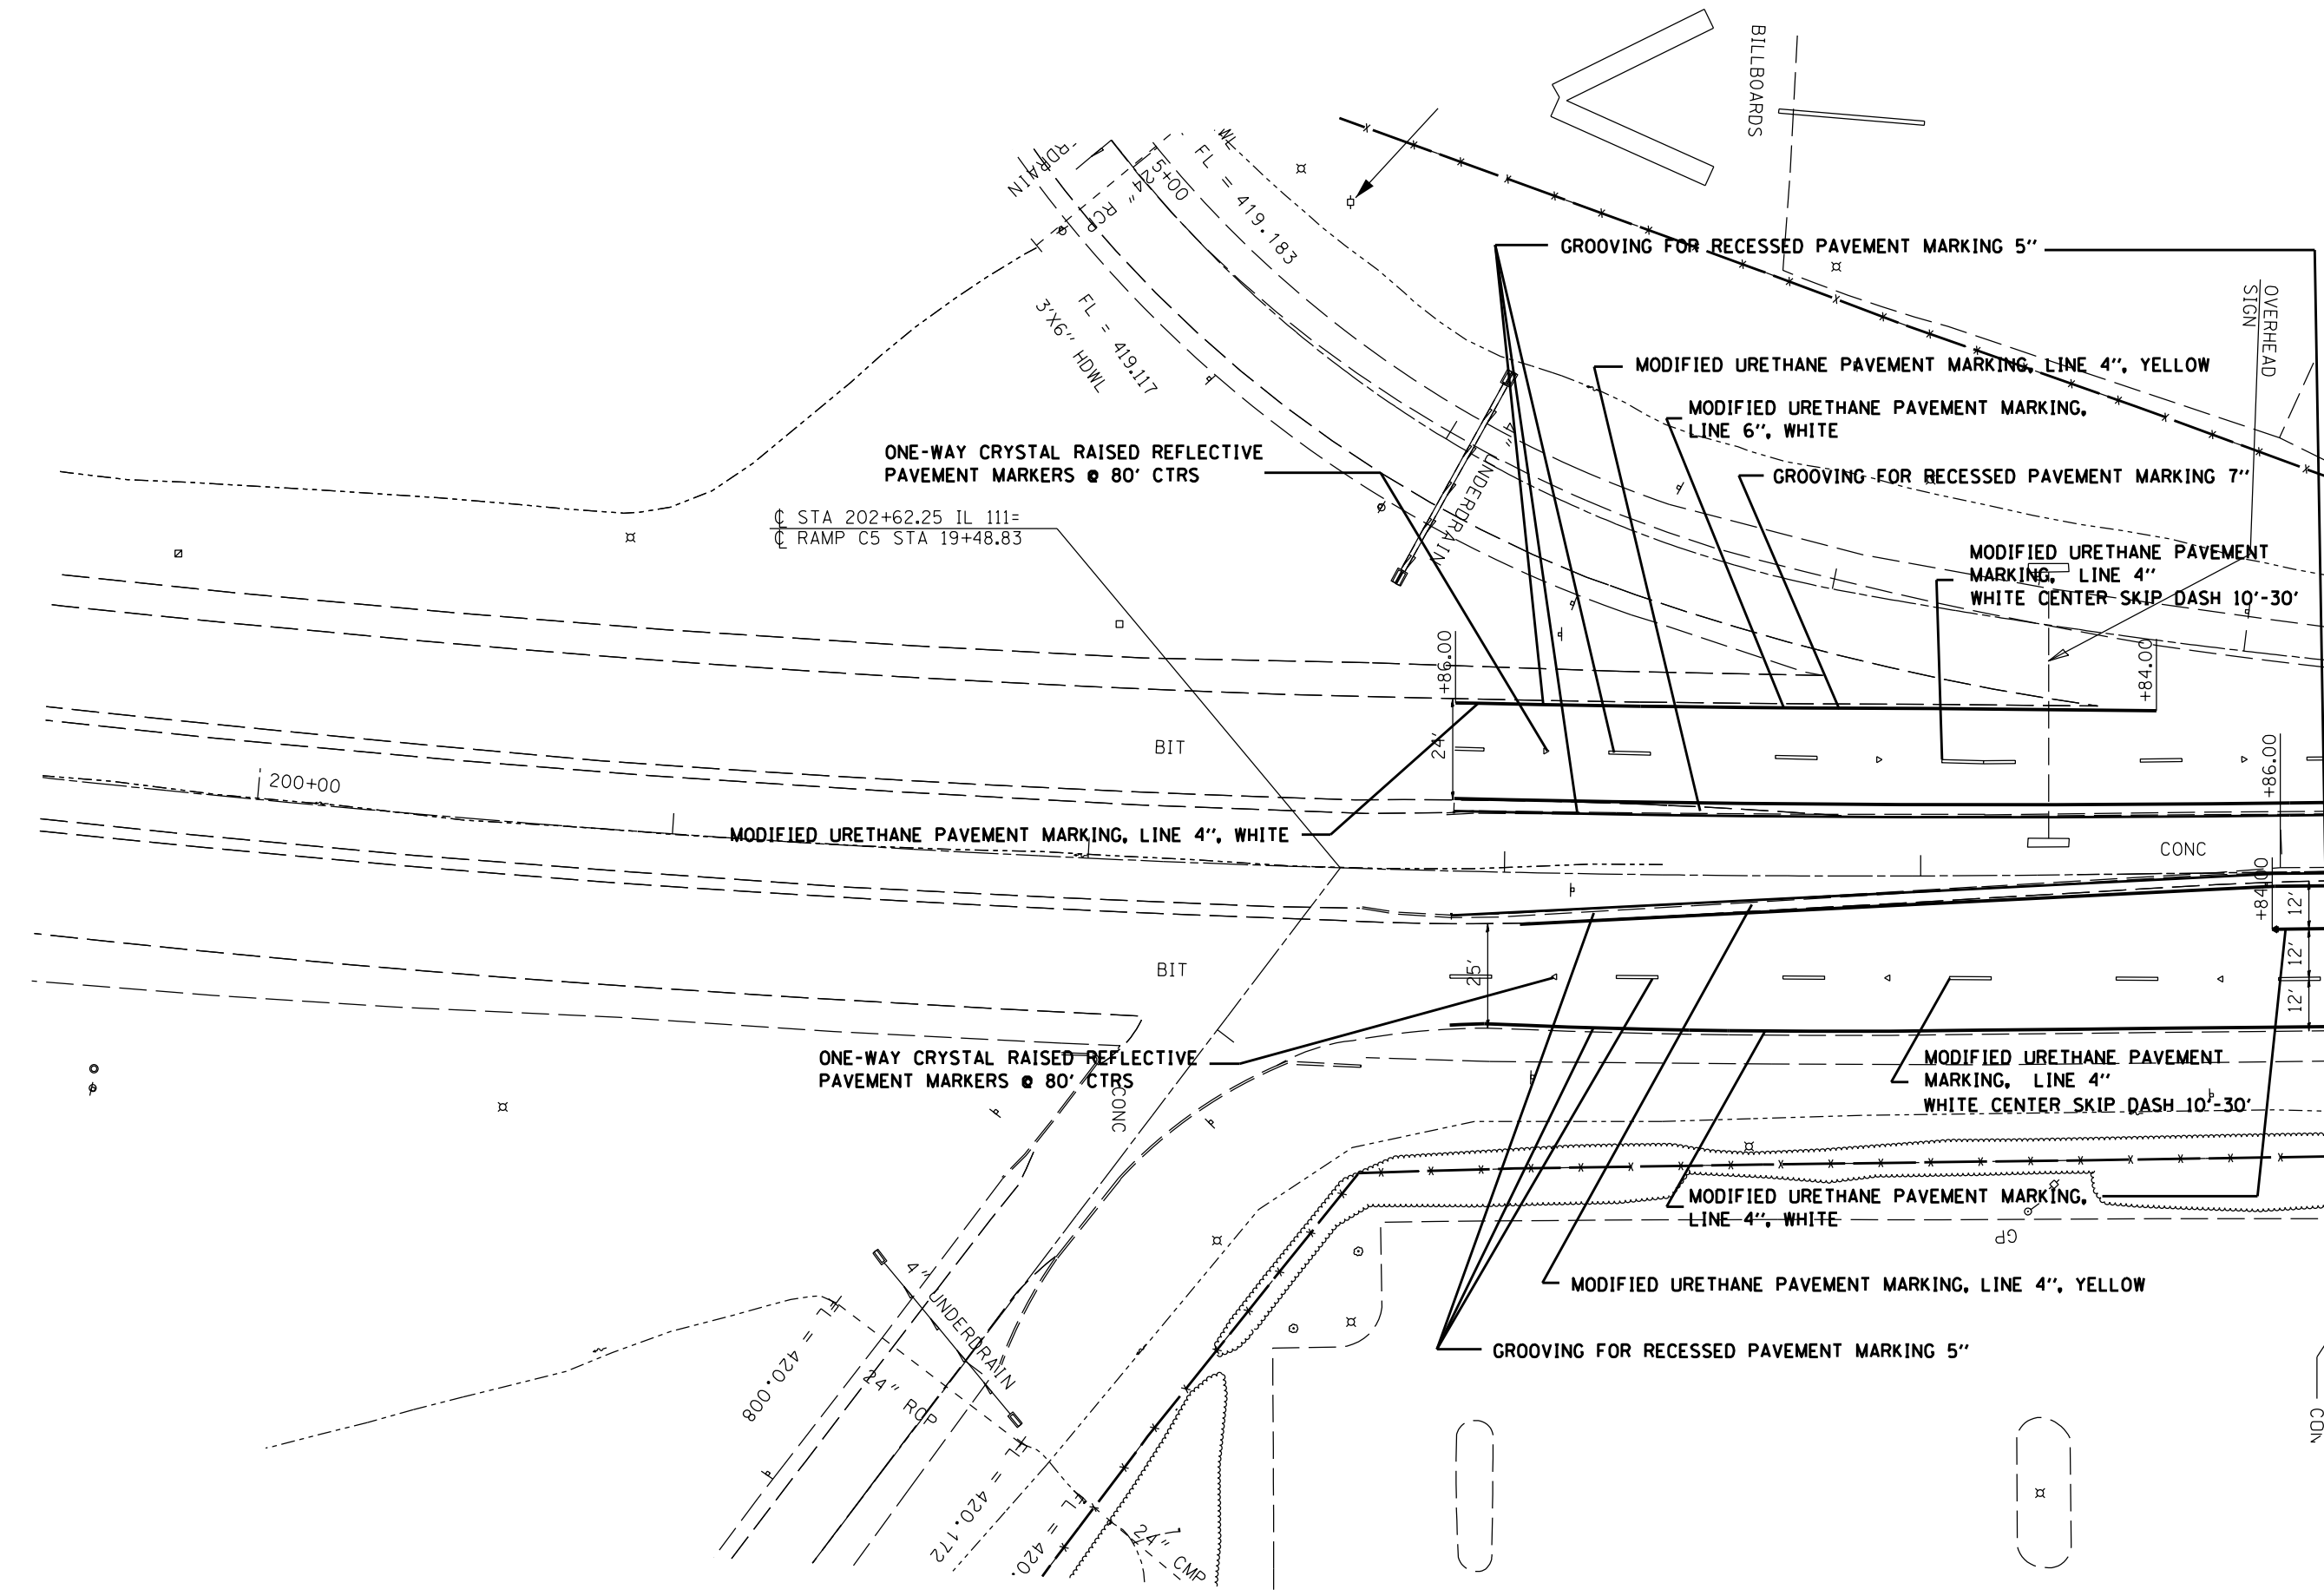 BILLBOARDS
RDRAIN
24" RCP
5+00
WL
FL = 419.183
FL = 419.117
3'X6" HDWL
GROOVING FOR RECESSED PAVEMENT MARKING 5"
OVERHEAD
SIGN
MODIFIED URETHANE PAVEMENT MARKING, LINE 4", YELLOW
MODIFIED URETHANE PAVEMENT MARKING,
LINE 6", WHITE
ONE-WAY CRYSTAL RAISED REFLECTIVE
PAVEMENT MARKERS @ 80' CTRS
GROOVING FOR RECESSED PAVEMENT MARKING 7"
UNDERDRAIN
℄ STA 202+62.25 IL 111=
℄ RAMP C5 STA 19+48.83
MODIFIED URETHANE PAVEMENT
MARKING, LINE 4"
WHITE CENTER SKIP DASH 10'-30'
+86.00
+84.00
24'
BIT
+86.00
200+00
MODIFIED URETHANE PAVEMENT MARKING, LINE 4", WHITE
CONC
+84.00
12'
12'
12'
25'
BIT
ONE-WAY CRYSTAL RAISED REFLECTIVE
PAVEMENT MARKERS @ 80' CTRS
CONC
MODIFIED URETHANE PAVEMENT
MARKING, LINE 4"
WHITE CENTER SKIP DASH 10'-30'
MODIFIED URETHANE PAVEMENT MARKING,
LINE 4", WHITE
GP
MODIFIED URETHANE PAVEMENT MARKING, LINE 4", YELLOW
GROOVING FOR RECESSED PAVEMENT MARKING 5"
4" UNDERDRAIN
FL = 420.008
24" RCP
FL = 420.172
FL = 420.
24" CMP
CON